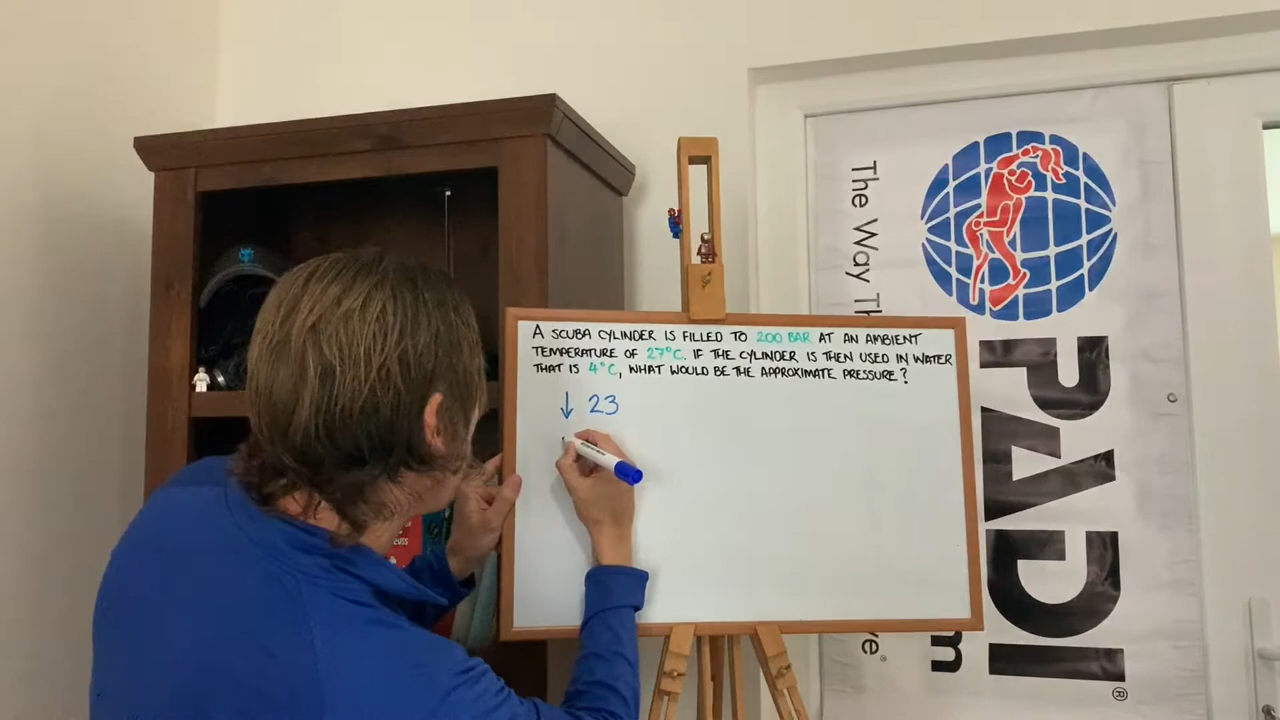 A SCUBA CYLINDER IS FILLED TO 200 BAR AT AN AMBIENT
TEMPERATURE OF 27°C. IF THE CYLINDER IS THEN USED IN WATER
THAT IS 4°C, WHAT WOULD BE THE APPROXIMATE PRESSURE?
↓ 23
The Way Th
PADI®